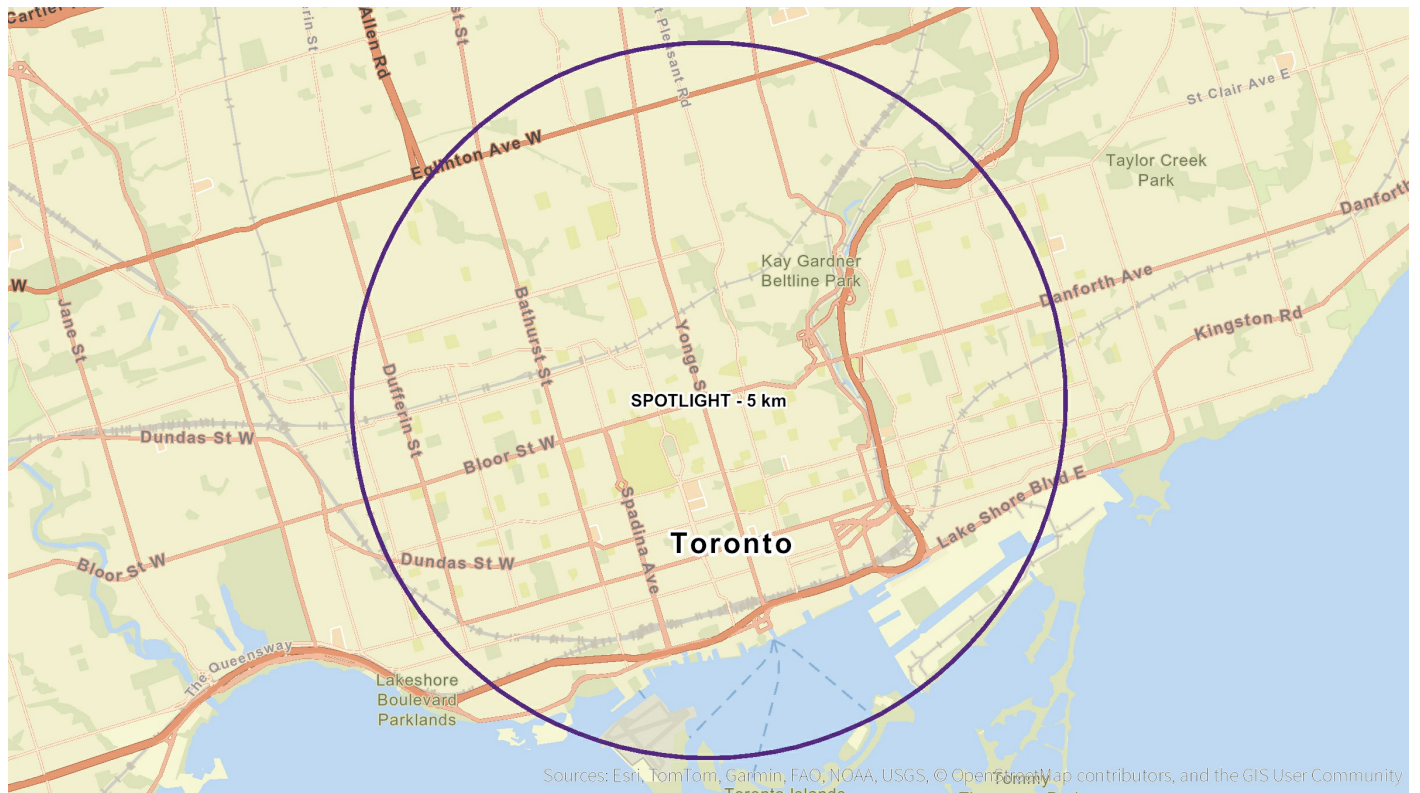 Cartier
Allen Rd
Eglinton Ave W
St Clair Ave E
Taylor Creek
Park
Danforth
Kay Gardner
Beltline Park
Danforth Ave
W
Jane St
Bathurst St
Yonge S
Kingston Rd
Dufferin St
SPOTLIGHT - 5 km
Dundas St W
Bloor St W
Spadina Ave
Lake Shore Blvd E
Toronto
Dundas St W
Bloor St W
The Queensway
Lakeshore
Boulevard
Parklands
Sources: Esri, TomTom, Garmin, FAO, NOAA, USGS, © OpenStreetMap contributors, and the GIS User Community
Tommy
Toronto Islands